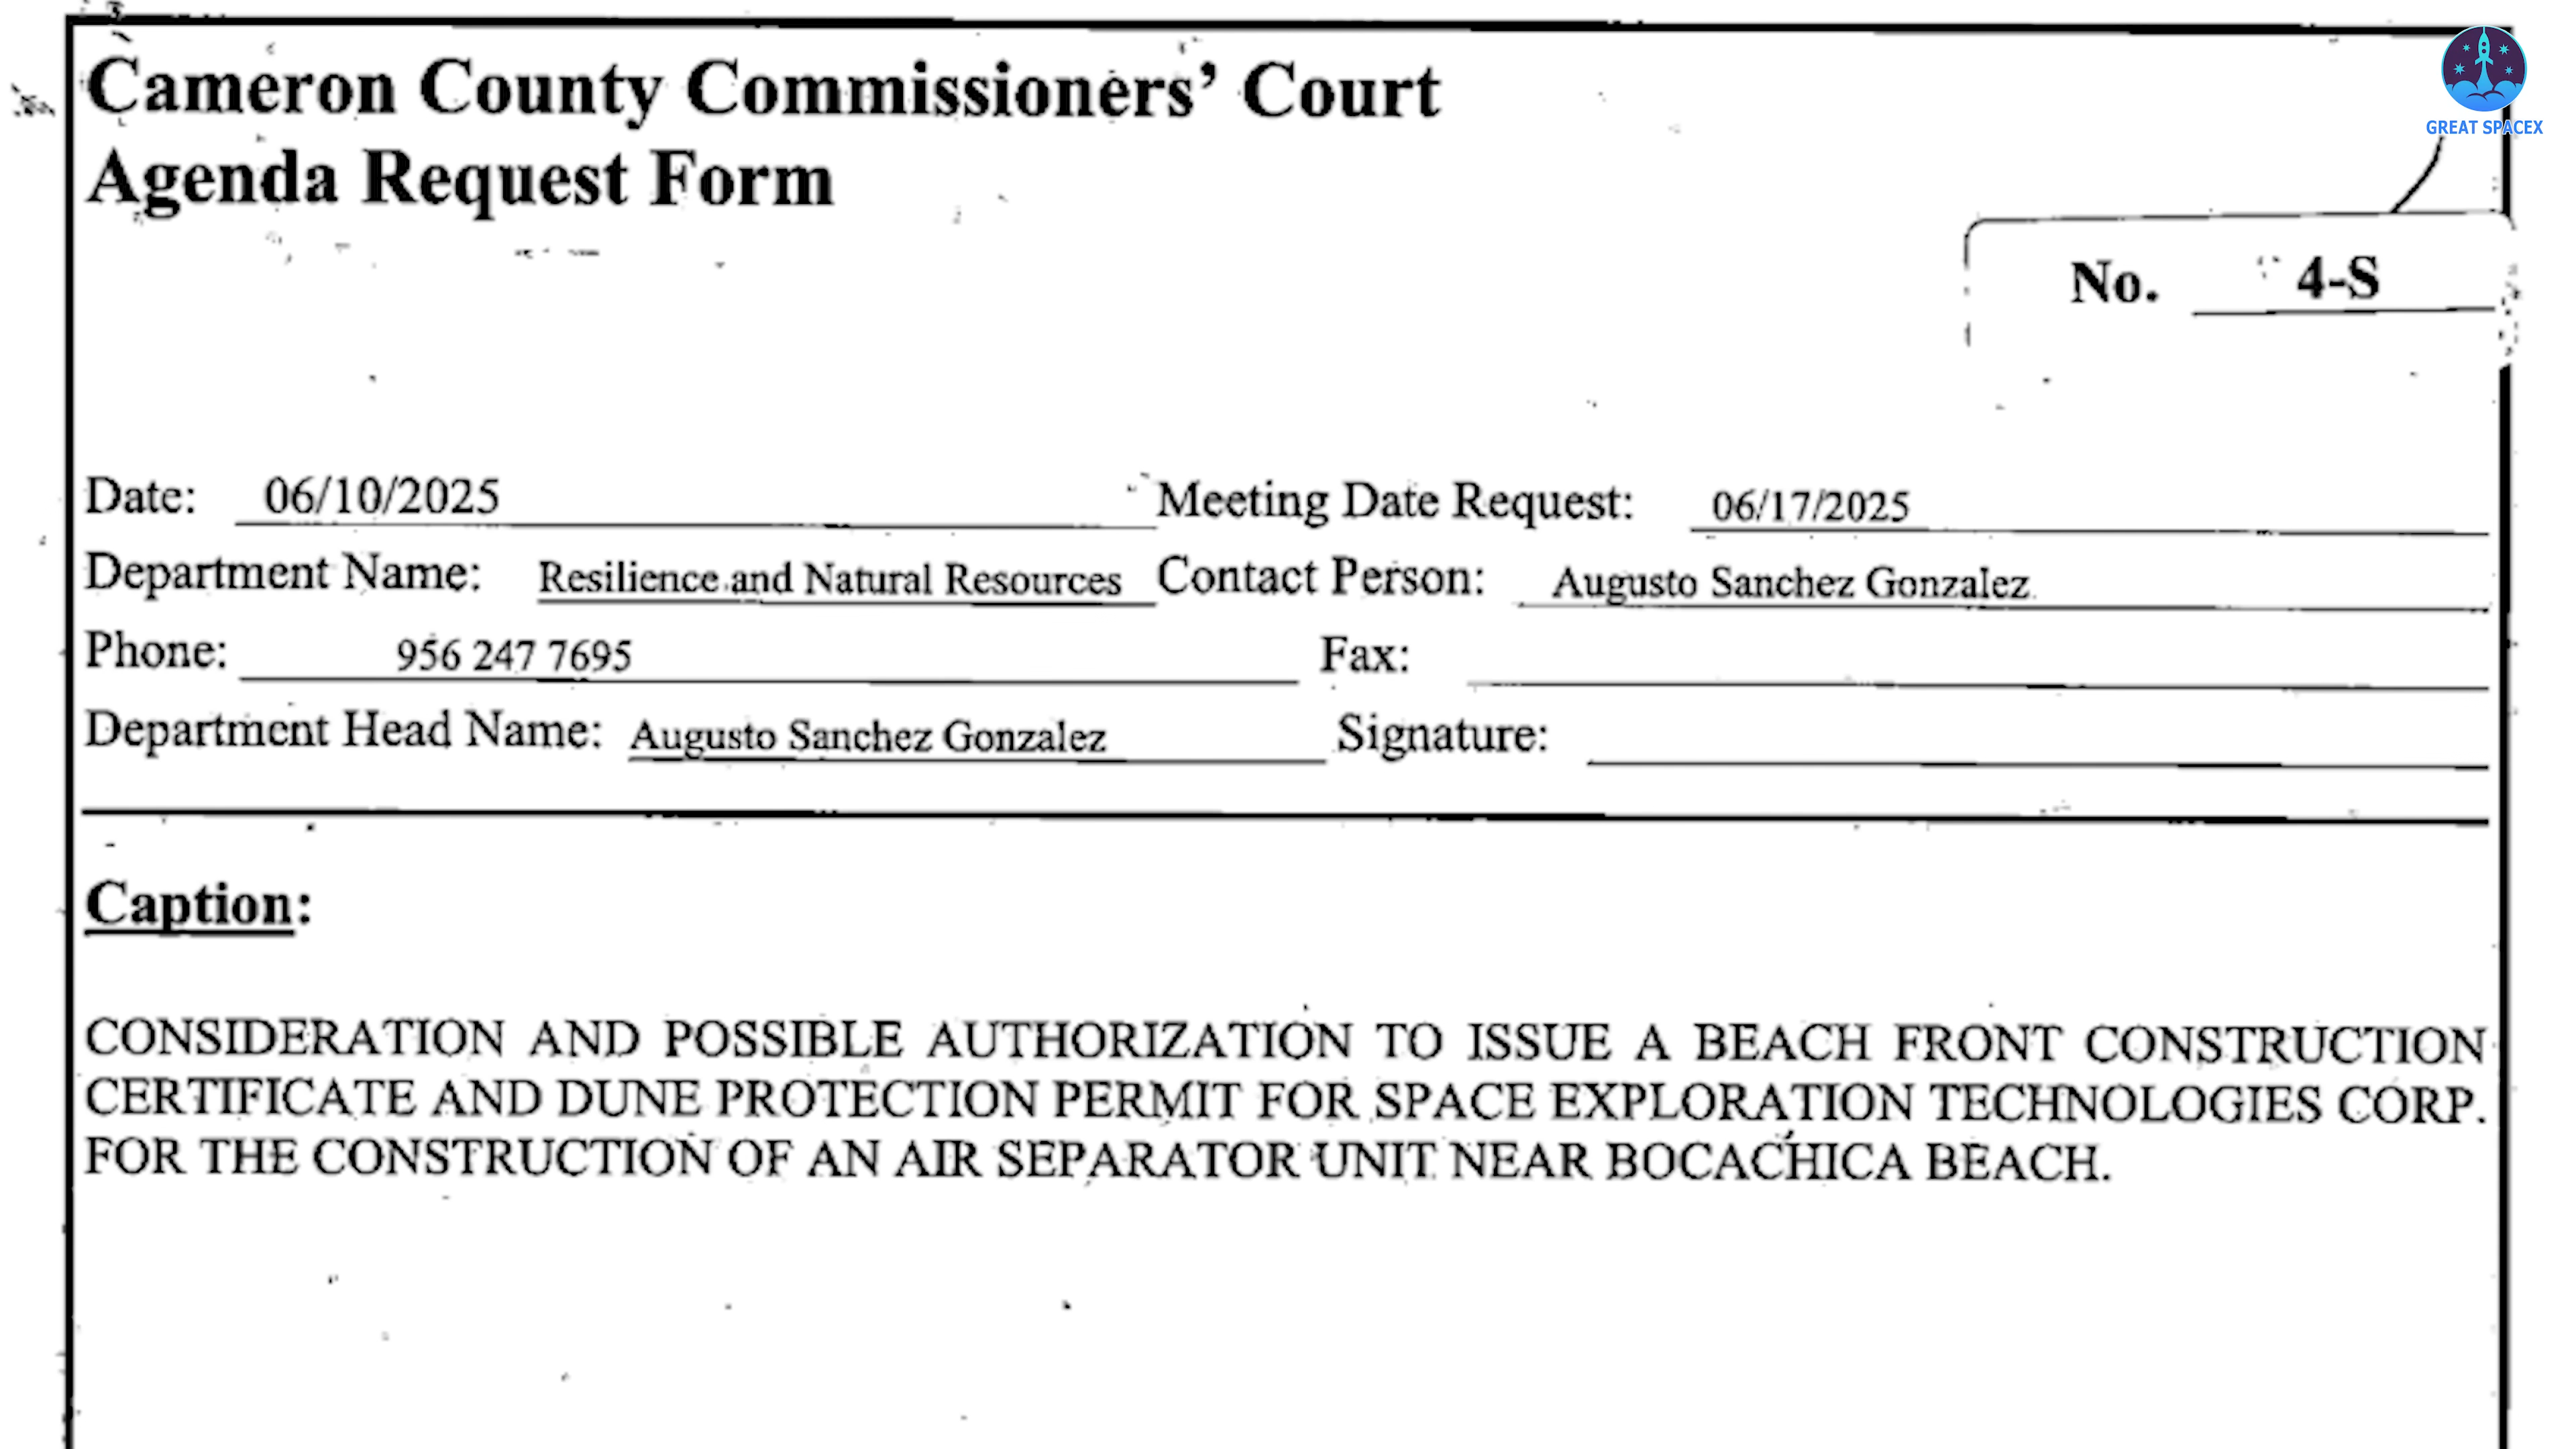 Cameron County Commissioners' Court
Agenda Request Form
GREAT SPACEX
No. 4-S
Date: 06/10/2025 Meeting Date Request: 06/17/2025
Department Name: Resilience and Natural Resources Contact Person: Augusto Sanchez Gonzalez
Phone: 956 247 7695 Fax:
Department Head Name: Augusto Sanchez Gonzalez Signature:
Caption:
CONSIDERATION AND POSSIBLE AUTHORIZATION TO ISSUE A BEACH FRONT CONSTRUCTION
CERTIFICATE AND DUNE PROTECTION PERMIT FOR SPACE EXPLORATION TECHNOLOGIES CORP.
FOR THE CONSTRUCTION OF AN AIR SEPARATOR UNIT NEAR BOCACHICA BEACH.